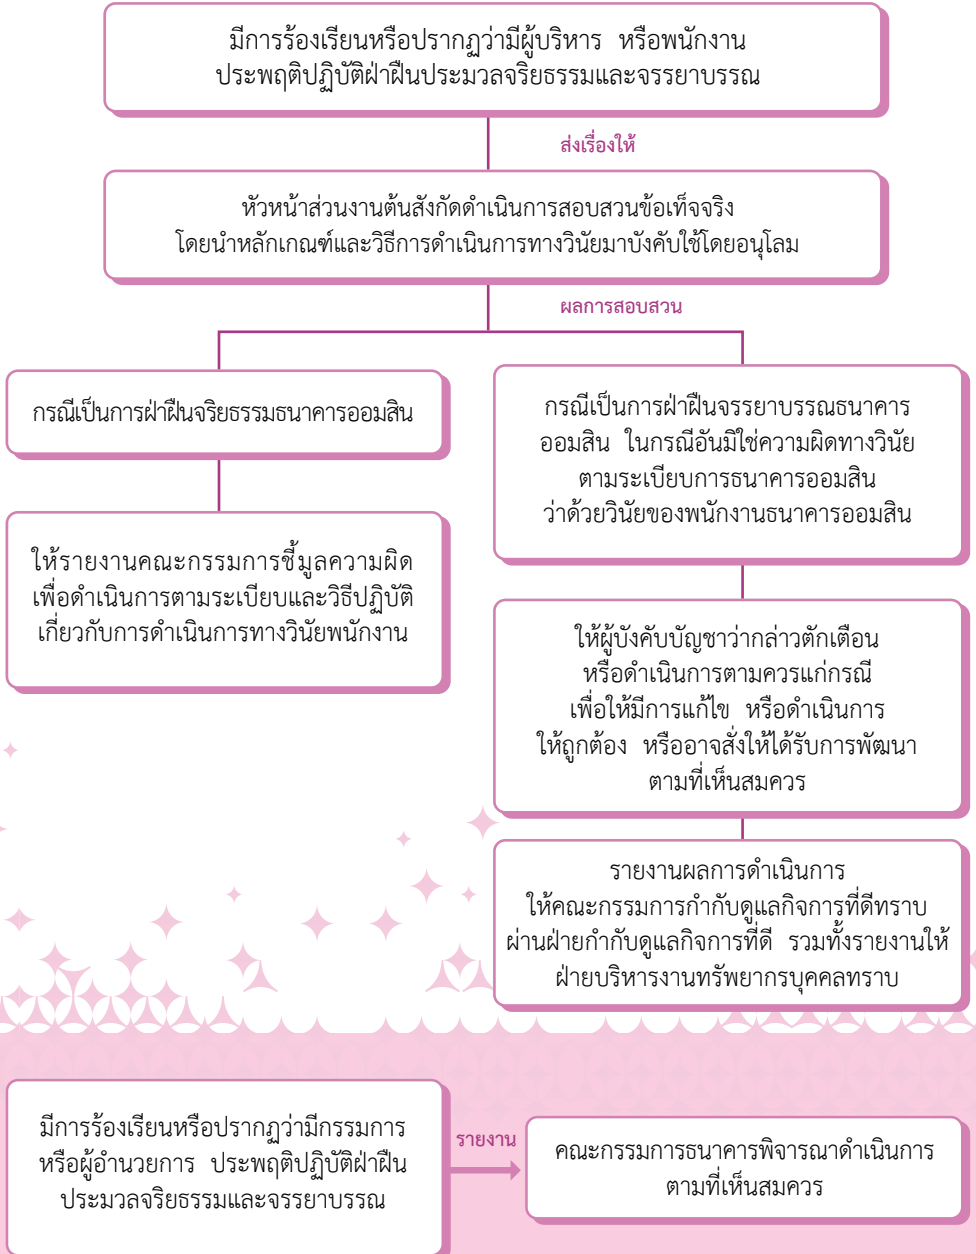 มีการร้องเรียนหรือปรากฏว่ามีผู้บริหาร หรือพนักงาน
ประพฤติปฏิบัติฝ่าฝืนประมวลจริยธรรมและจรรยาบรรณ
ส่งเรื่องให้
หัวหน้าส่วนงานต้นสังกัดดำเนินการสอบสวนข้อเท็จจริง
โดยนำหลักเกณฑ์และวิธีการดำเนินการทางวินัยมาบังคับใช้โดยอนุโลม
ผลการสอบสวน
กรณีเป็นการฝ่าฝืนจริยธรรมธนาคารออมสิน
ให้รายงานคณะกรรมการชี้มูลความผิด
เพื่อดำเนินการตามระเบียบและวิธีปฏิบัติ
เกี่ยวกับการดำเนินการทางวินัยพนักงาน
กรณีเป็นการฝ่าฝืนจรรยาบรรณธนาคาร
ออมสิน ในกรณีอันมิใช่ความผิดทางวินัย
ตามระเบียบการธนาคารออมสิน
ว่าด้วยวินัยของพนักงานธนาคารออมสิน
ให้ผู้บังคับบัญชาว่ากล่าวตักเตือน
หรือดำเนินการตามควรแก่กรณี
เพื่อให้มีการแก้ไข หรือดำเนินการ
ให้ถูกต้อง หรืออาจสั่งให้ได้รับการพัฒนา
ตามที่เห็นสมควร
รายงานผลการดำเนินการ
ให้คณะกรรมการกำกับดูแลกิจการที่ดีทราบ
ผ่านฝ่ายกำกับดูแลกิจการที่ดี รวมทั้งรายงานให้
ฝ่ายบริหารงานทรัพยากรบุคคลทราบ
มีการร้องเรียนหรือปรากฏว่ามีกรรมการ
หรือผู้อำนวยการ ประพฤติปฏิบัติฝ่าฝืน
ประมวลจริยธรรมและจรรยาบรรณ
รายงาน
คณะกรรมการธนาคารพิจารณาดำเนินการ
ตามที่เห็นสมควร